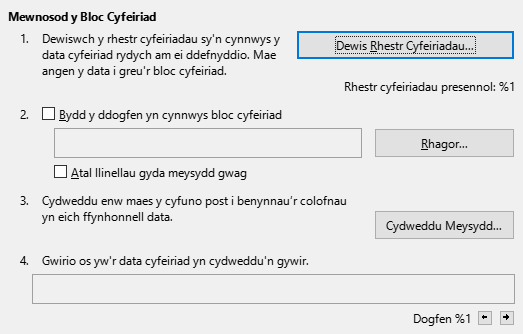 Mewnosod y Bloc Cyfeiriad
1. Dewiswch y rhestr cyfeiriadau sy'n cynnwys y
data cyfeiriad rydych am ei ddefnyddio. Mae
angen y data i greu'r bloc cyfeiriad.
Dewis Rhestr Cyfeiriadau...
Rhestr cyfeiriadau presennol: %1
2. Bydd y ddogfen yn cynnwys bloc cyfeiriad
Rhagor...
Atal llinellau gyda meysydd gwag
3. Cydweddu enw maes y cyfuno post i benynnau'r colofnau
yn eich ffynhonnell data.
Cydweddu Meysydd...
4. Gwirio os yw'r data cyfeiriad yn cydweddu'n gywir.
Dogfen %1